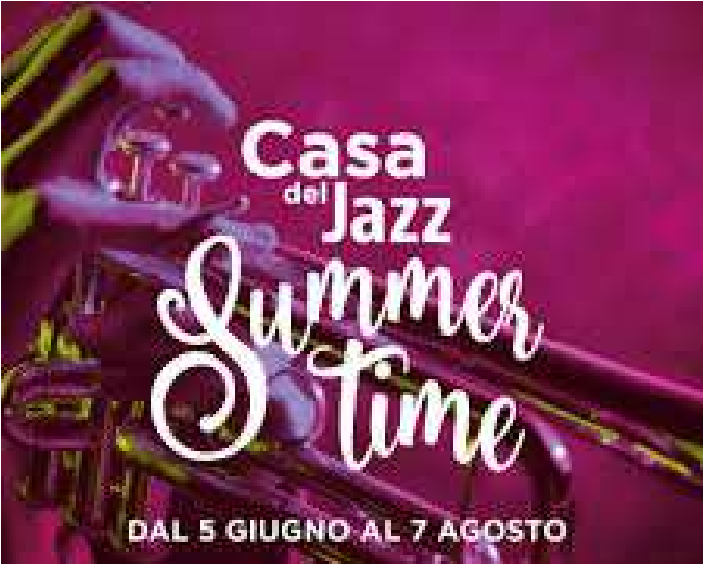 Casa
del
Jazz
Summer
time
DAL 5 GIUGNO AL 7 AGOSTO